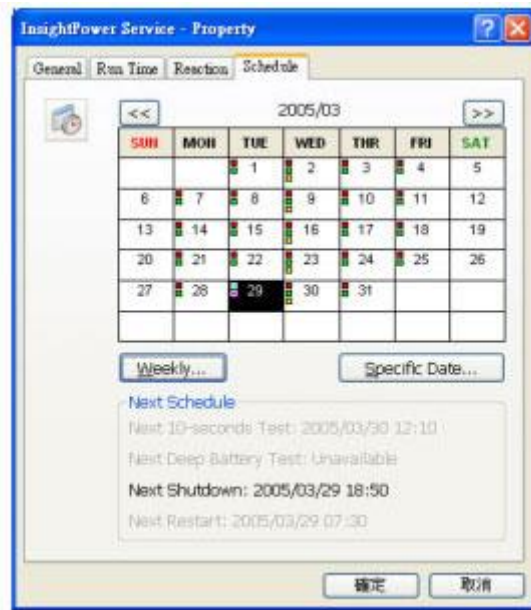 InsightPower Service - Property
General Run Time Reaction Schedule
<< 2005/03 >>
SUN MON TUE WED THR FRI SAT
1 2 3 4 5
6 7 8 9 10 11 12
13 14 15 16 17 18 19
20 21 22 23 24 25 26
27 28 29 30 31
Weekly... Specific Date...
Next Schedule
Next 10-seconds Test: 2005/03/30 12:10
Next Deep Battery Test: Unavailable
Next Shutdown: 2005/03/29 18:50
Next Restart: 2005/03/29 07:30
確定 取消